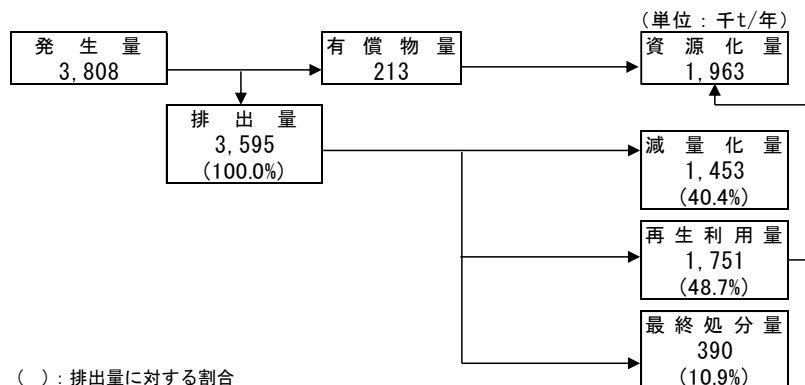 （単位：千t/年）
発生量
3,808
有償物量
213
資源化量
1,963
排出量
3,595
(100.0%)
減量化量
1,453
(40.4%)
再生利用量
1,751
(48.7%)
最終処分量
390
(10.9%)
（ ）：排出量に対する割合